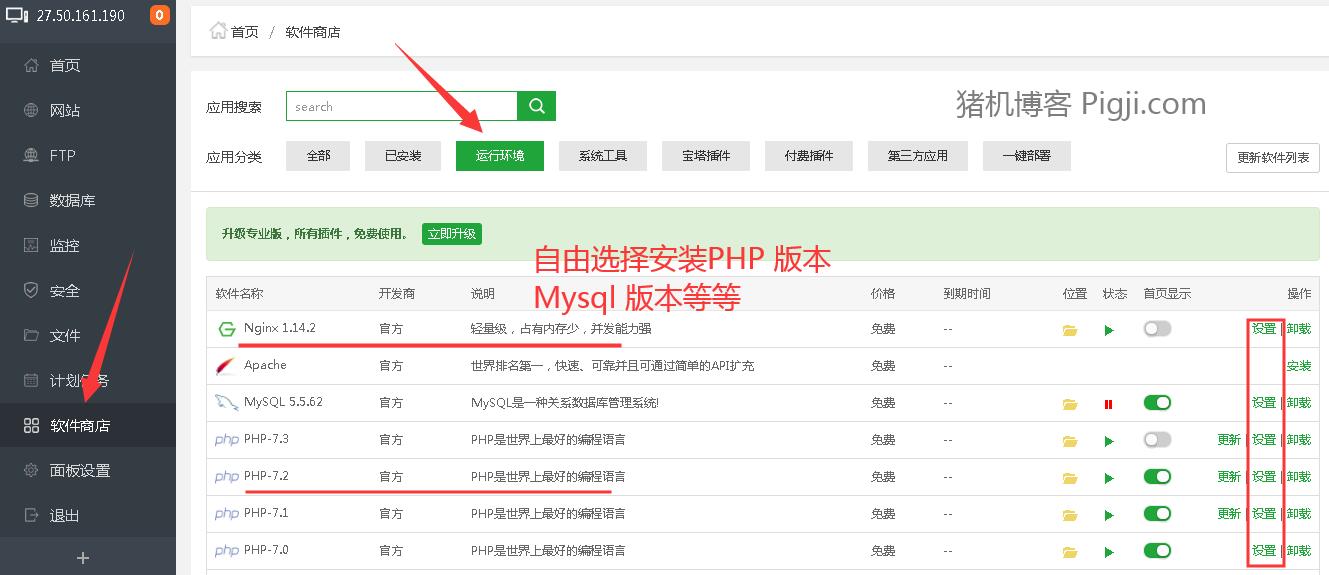 27.50.161.190 0
首页
网站
FTP
数据库
监控
安全
文件
计划任务
软件商店
面板设置
退出
+
首页 / 软件商店
应用搜索 search
猪机博客 Pigji.com
应用分类 全部 已安装 运行环境 系统工具 宝塔插件 付费插件 第三方应用 一键部署 更新软件列表
升级专业版，所有插件，免费使用。 立即升级
自由选择安装PHP 版本
Mysql 版本等等
软件名称 开发商 说明 价格 到期时间 位置 状态 首页显示 操作
Nginx 1.14.2 官方 轻量级，占有内存少，并发能力强 免费 -- 设置 | 卸载
Apache 官方 世界排名第一，快速、可靠并且可通过简单的API扩充 免费 -- 安装
MySQL 5.5.62 官方 MySQL是一种关系数据库管理系统! 免费 -- 设置 | 卸载
php PHP-7.3 官方 PHP是世界上最好的编程语言 免费 -- 更新 | 设置 | 卸载
php PHP-7.2 官方 PHP是世界上最好的编程语言 免费 -- 更新 | 设置 | 卸载
php PHP-7.1 官方 PHP是世界上最好的编程语言 免费 -- 更新 | 设置 | 卸载
php PHP-7.0 官方 PHP是世界上最好的编程语言 免费 -- 设置 | 卸载